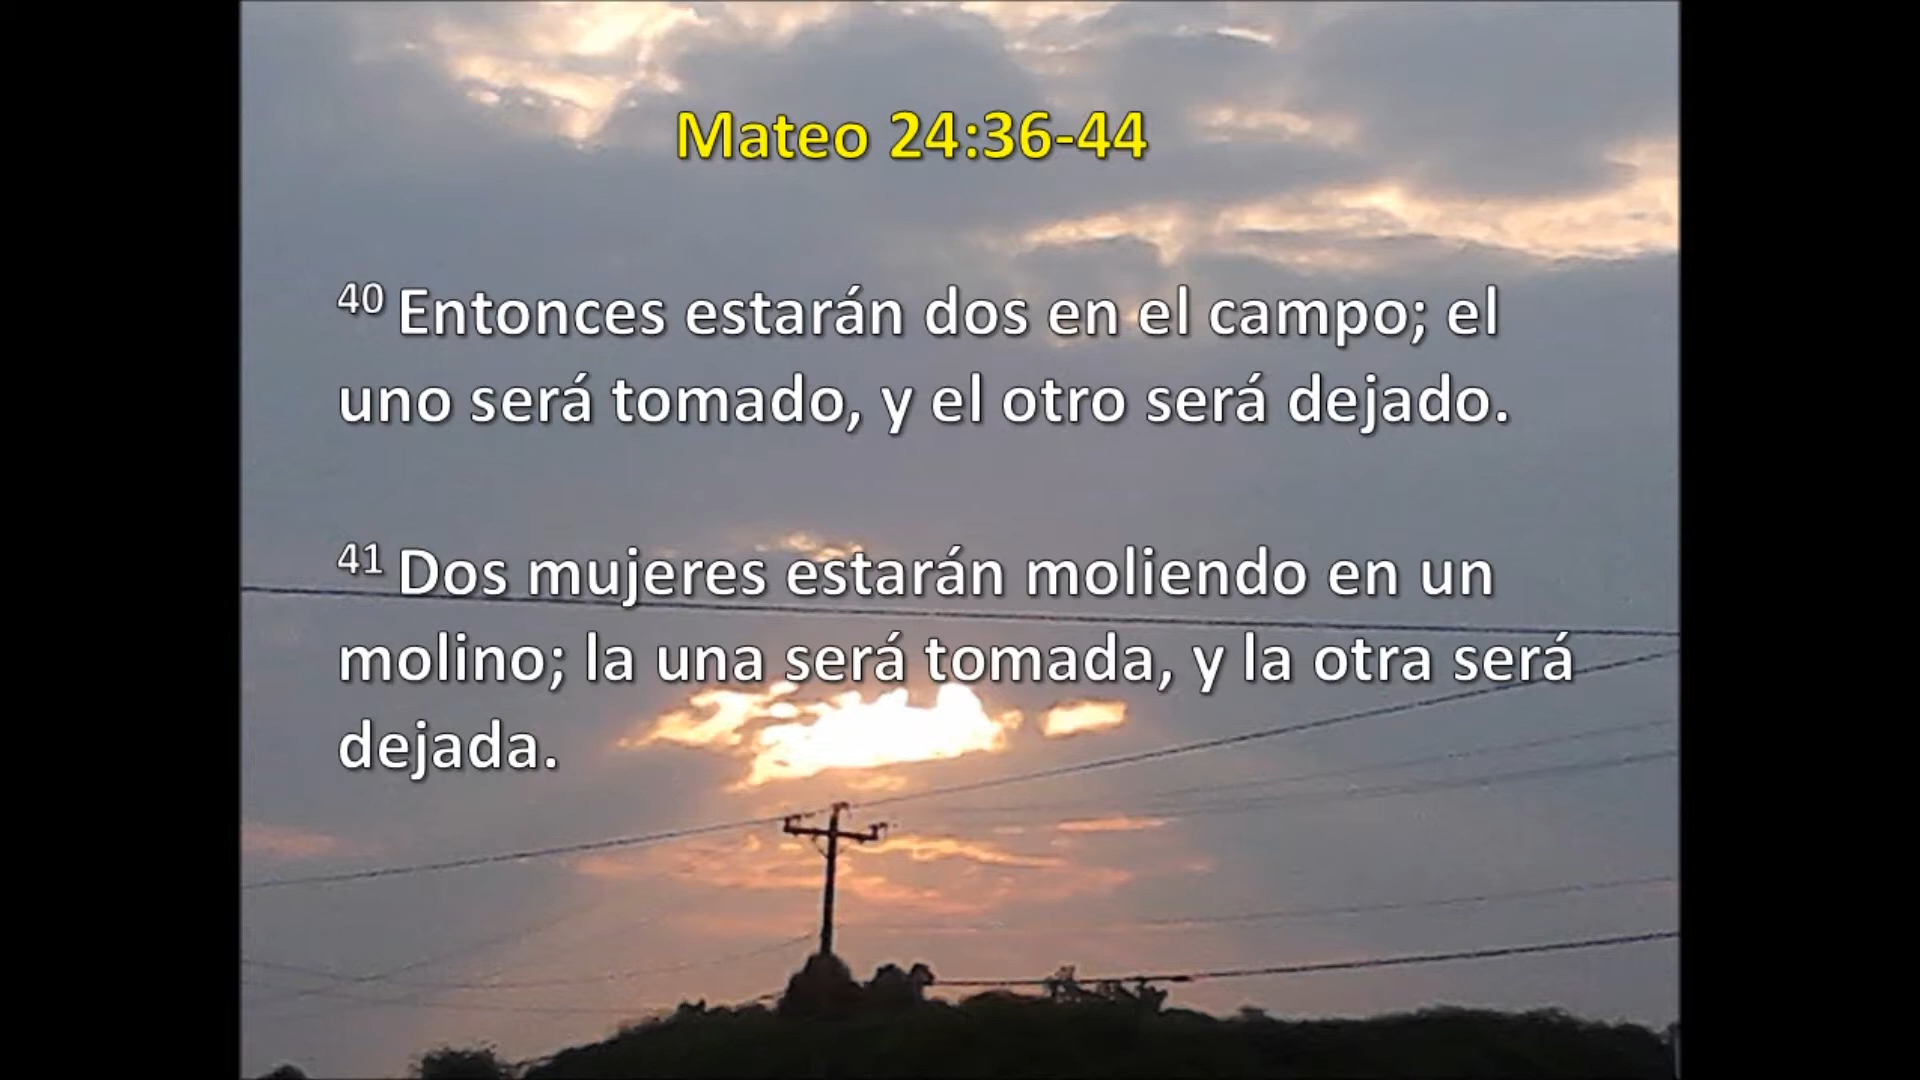 Mateo 24:36-44
40 Entonces estarán dos en el campo; el
uno será tomado, y el otro será dejado.
41 Dos mujeres estarán moliendo en un
molino; la una será tomada, y la otra será
dejada.